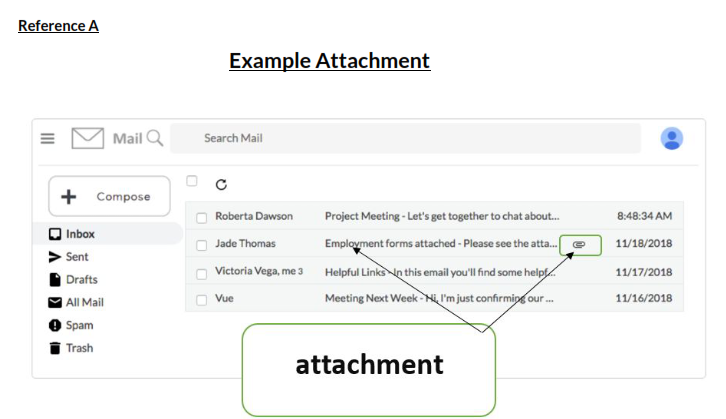 Reference A
Example Attachment
Mail
Search Mail
Compose
Inbox
Sent
Drafts
All Mail
Spam
Trash
Roberta Dawson Project Meeting - Let's get together to chat about... 8:48:34 AM
Jade Thomas Employment forms attached - Please see the atta... 11/18/2018
Victoria Vega, me 3 Helpful Links - In this email you'll find some helpf... 11/17/2018
Vue Meeting Next Week - Hi, I'm just confirming our ... 11/16/2018
attachment